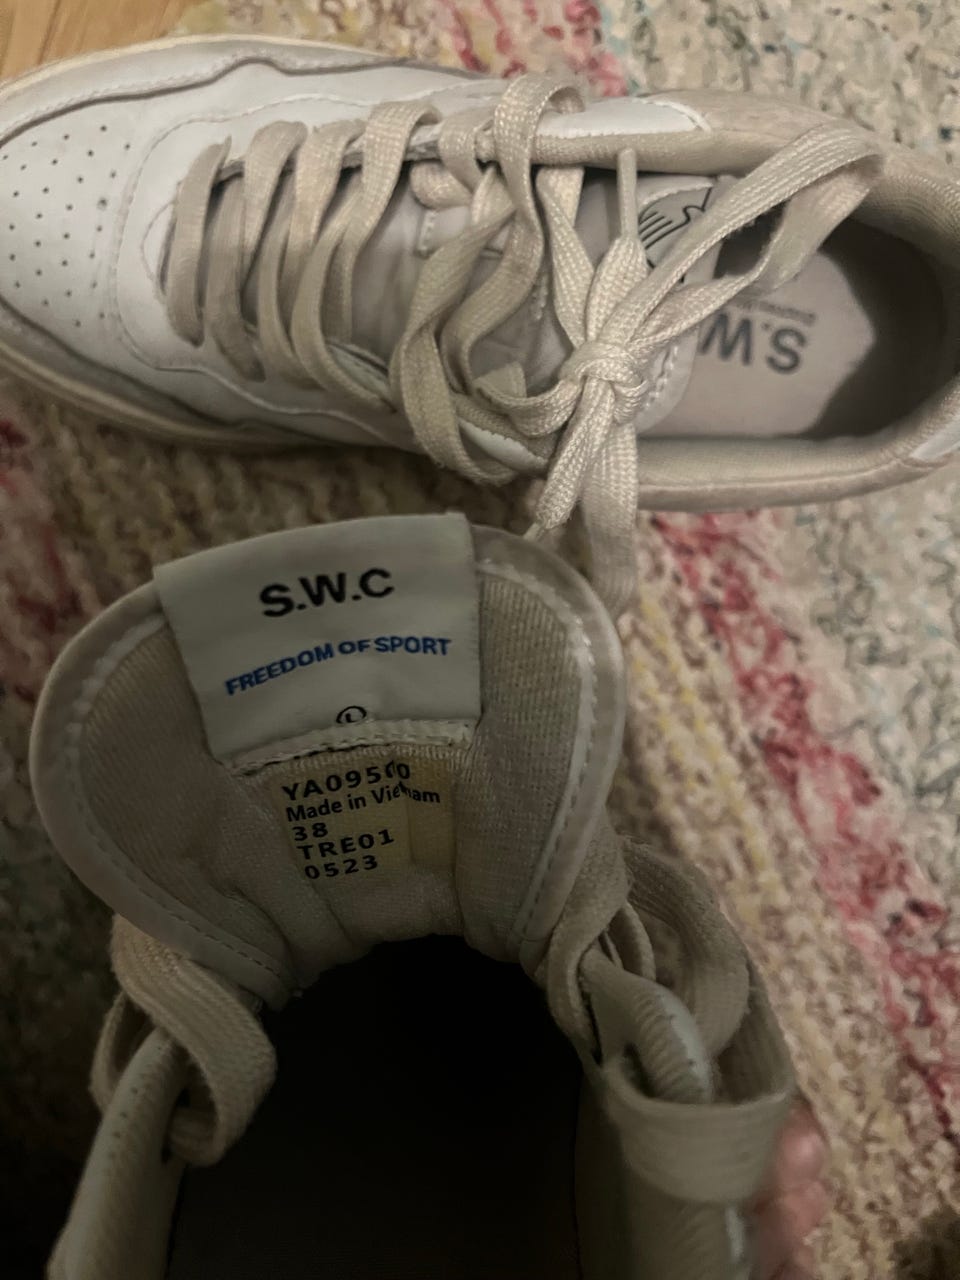 S.W.
S.W.C
FREEDOM OF SPORT
L
Made in Vietnam
38
TRE01
0523